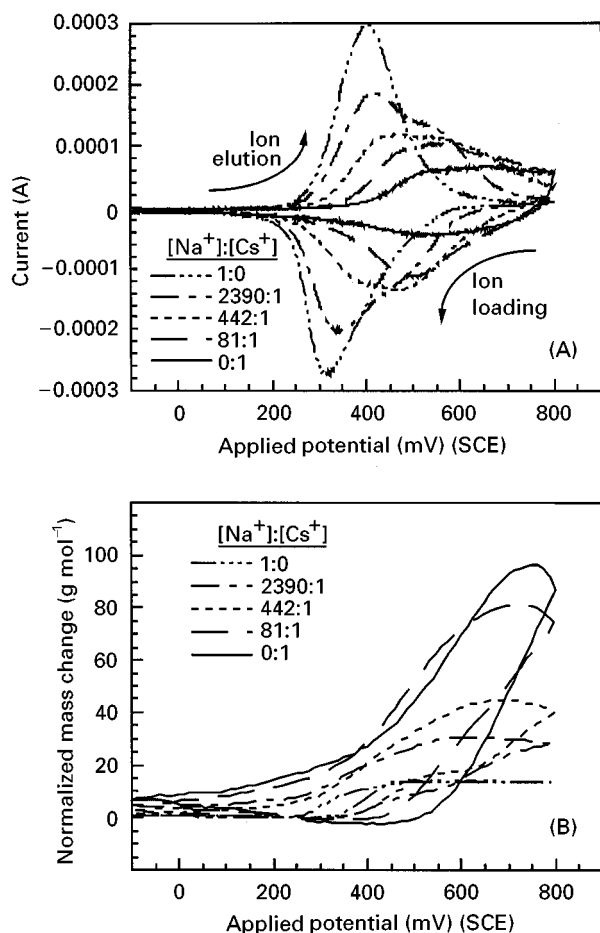 0.0003
0.0002
0.0001
0
−0.0001
−0.0002
−0.0003
Current (A)
Ion
elution
[Na+]:[Cs+]
1:0
2390:1
442:1
81:1
0:1
Ion
loading
(A)
0 200 400 600 800
Applied potential (mV) (SCE)
100
80
60
40
20
0
Normalized mass change (g mol−1)
[Na+]:[Cs+]
1:0
2390:1
442:1
81:1
0:1
(B)
0 200 400 600 800
Applied potential (mV) (SCE)